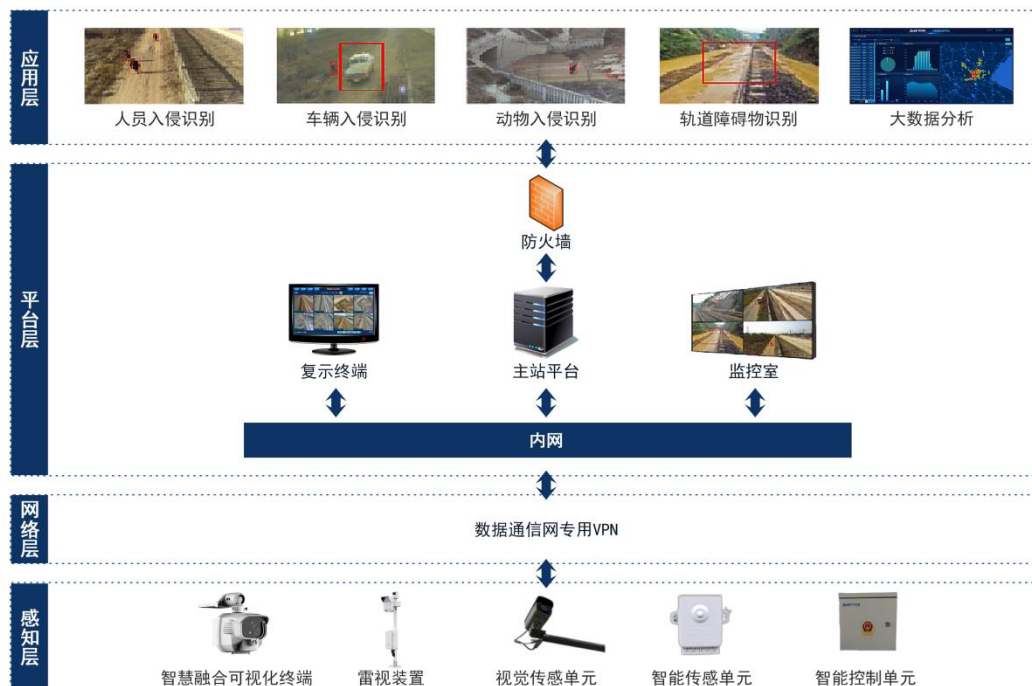 应用层
人员入侵识别
车辆入侵识别
动物入侵识别
轨道障碍物识别
大数据分析
平台层
防火墙
复示终端
主站平台
监控室
内网
网络层
数据通信网专用VPN
感知层
智慧融合可视化终端
雷视装置
视觉传感单元
智能传感单元
智能控制单元